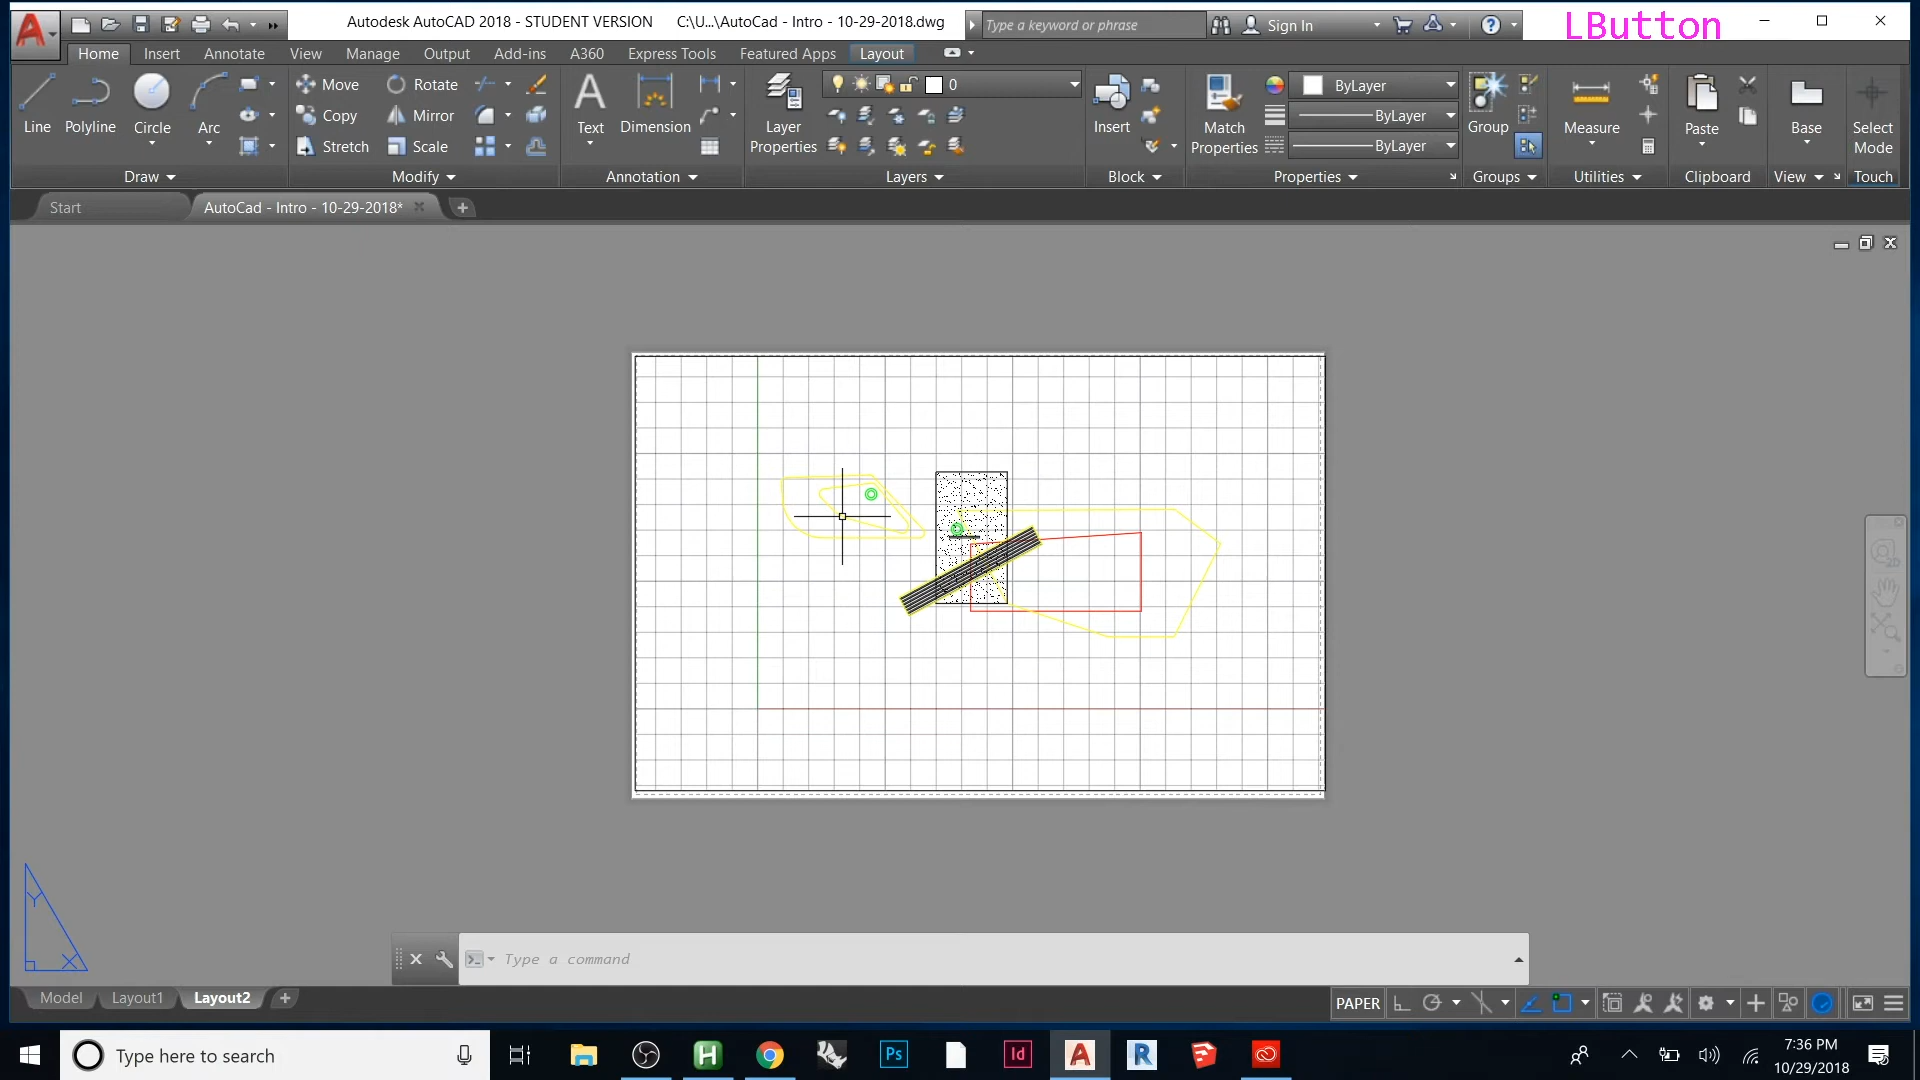 Autodesk AutoCAD 2018 - STUDENT VERSION C:\U...\AutoCad - Intro - 10-29-2018.dwg
Type a keyword or phrase
Sign In
LButton
Home Insert Annotate View Manage Output Add-ins A360 Express Tools Featured Apps Layout
Line Polyline Circle Arc
Move Rotate
Copy Mirror
Stretch Scale
Text Dimension
Layer Properties
0
Insert
Match Properties
ByLayer
ByLayer
ByLayer
Group
Measure
Paste
Base
Select Mode
Draw Modify Annotation Layers Block Properties Groups Utilities Clipboard View Touch
Start AutoCad - Intro - 10-29-2018*
2D
Y
X
Type a command
Model Layout1 Layout2
PAPER
Type here to search
H
Ps
Id
A
R
7:36 PM
10/29/2018